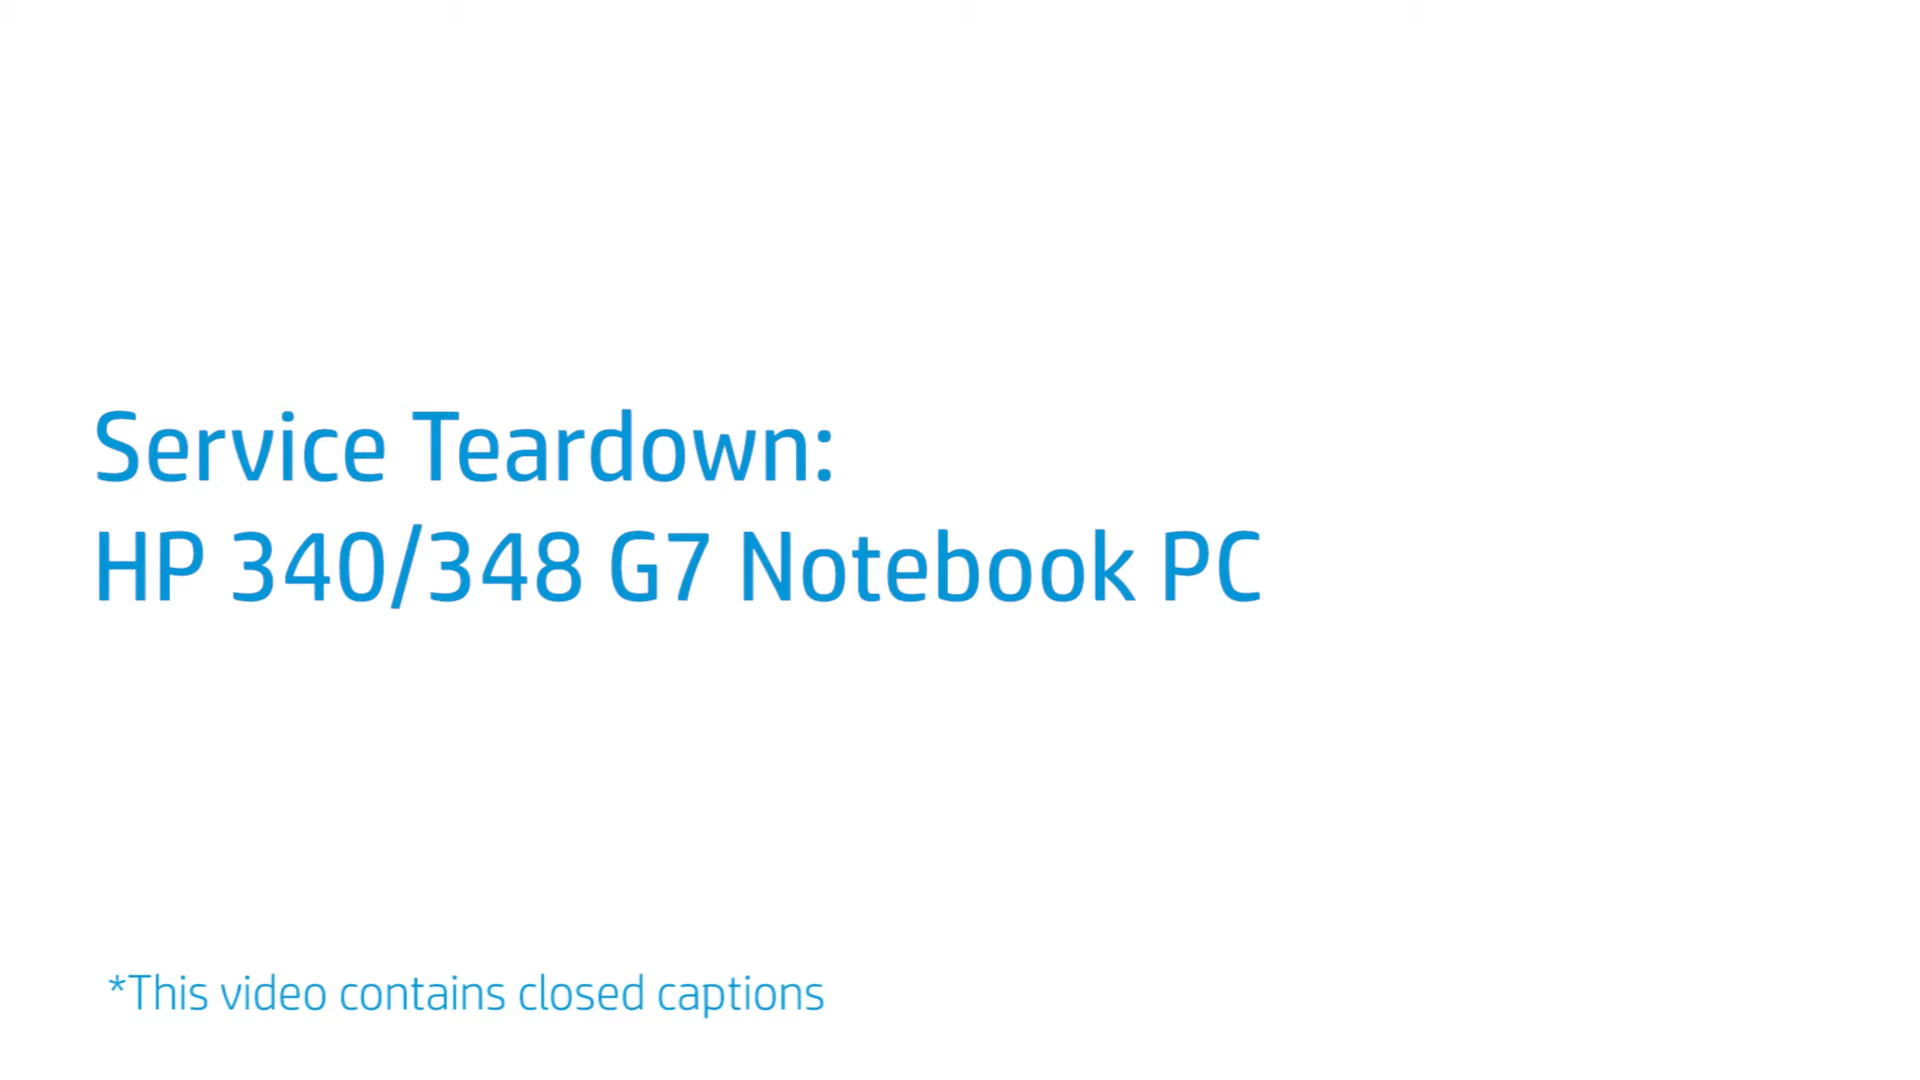 Service Teardown:
HP 340/348 G7 Notebook PC
*This video contains closed captions